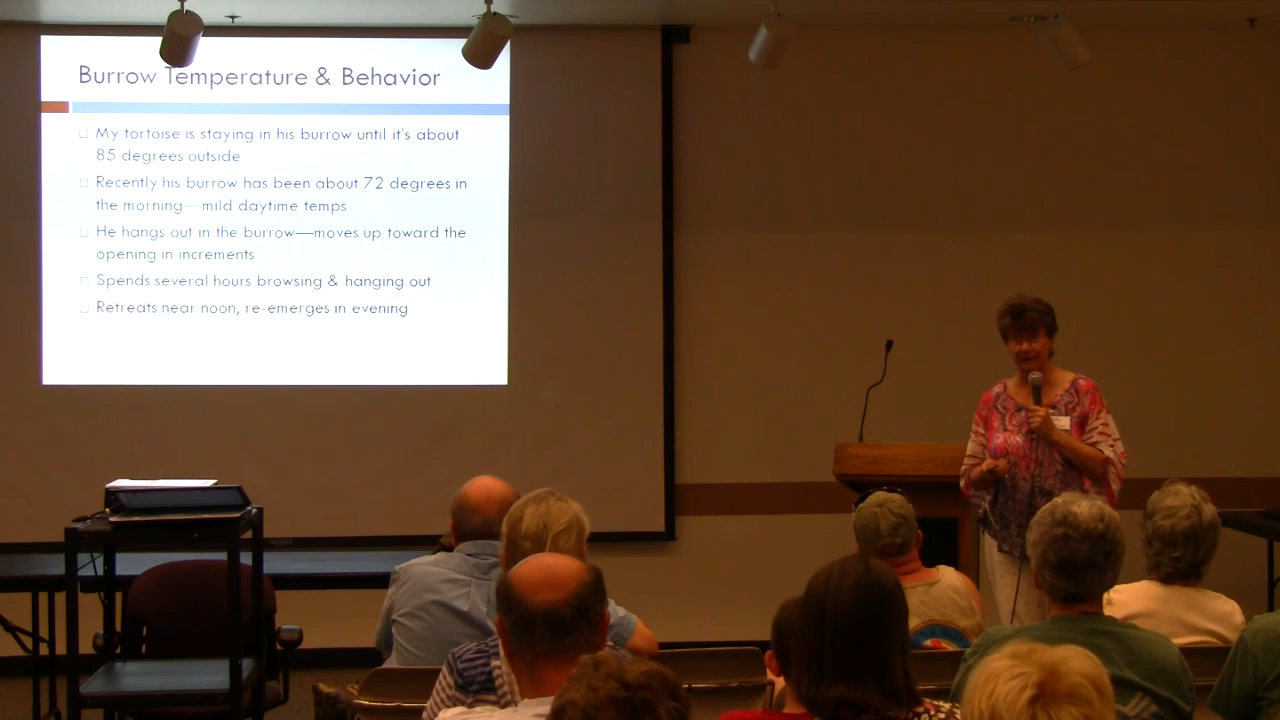 Burrow Temperature & Behavior
My tortoise is staying in his burrow until it's about
85 degrees outside
Recently his burrow has been about 72 degrees in
the morning—mild daytime temps
He hangs out in the burrow—moves up toward the
opening in increments
Spends several hours browsing & hanging out
Retreats near noon, re-emerges in evening